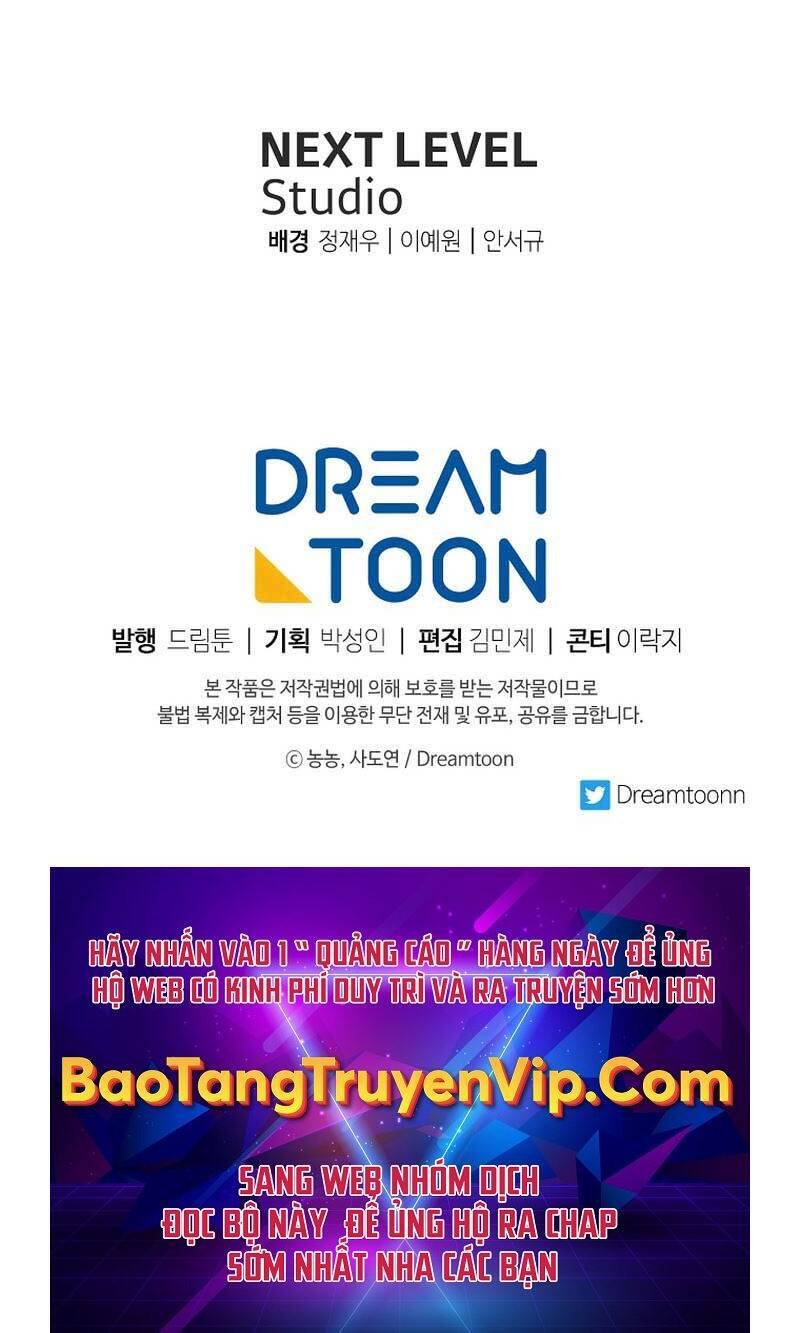 NEXT LEVEL
Studio
배경 정재우 | 이예원 | 안서규
DREAM
TOON
발행 드림툰 | 기획 박성인 | 편집 김민제 | 콘티 이락지
본 작품은 저작권법에 의해 보호를 받는 저작물이므로
불법 복제와 캡처 등을 이용한 무단 전재 및 유포, 공유를 금합니다.
ⓒ 농농, 사도연 / Dreamtoon
Dreamtoonn
HÃY NHẤN VÀO 1 “ QUẢNG CÁO ” HÀNG NGÀY ĐỂ ỦNG
HỘ WEB CÓ KINH PHÍ DUY TRÌ VÀ RA TRUYỆN SỚM HƠN
BaoTangTruyenVip.Com
SANG WEB NHÓM DỊCH
ĐỌC BỘ NÀY ĐỂ ỦNG HỘ RA CHAP
SỚM NHẤT NHA CÁC BẠN